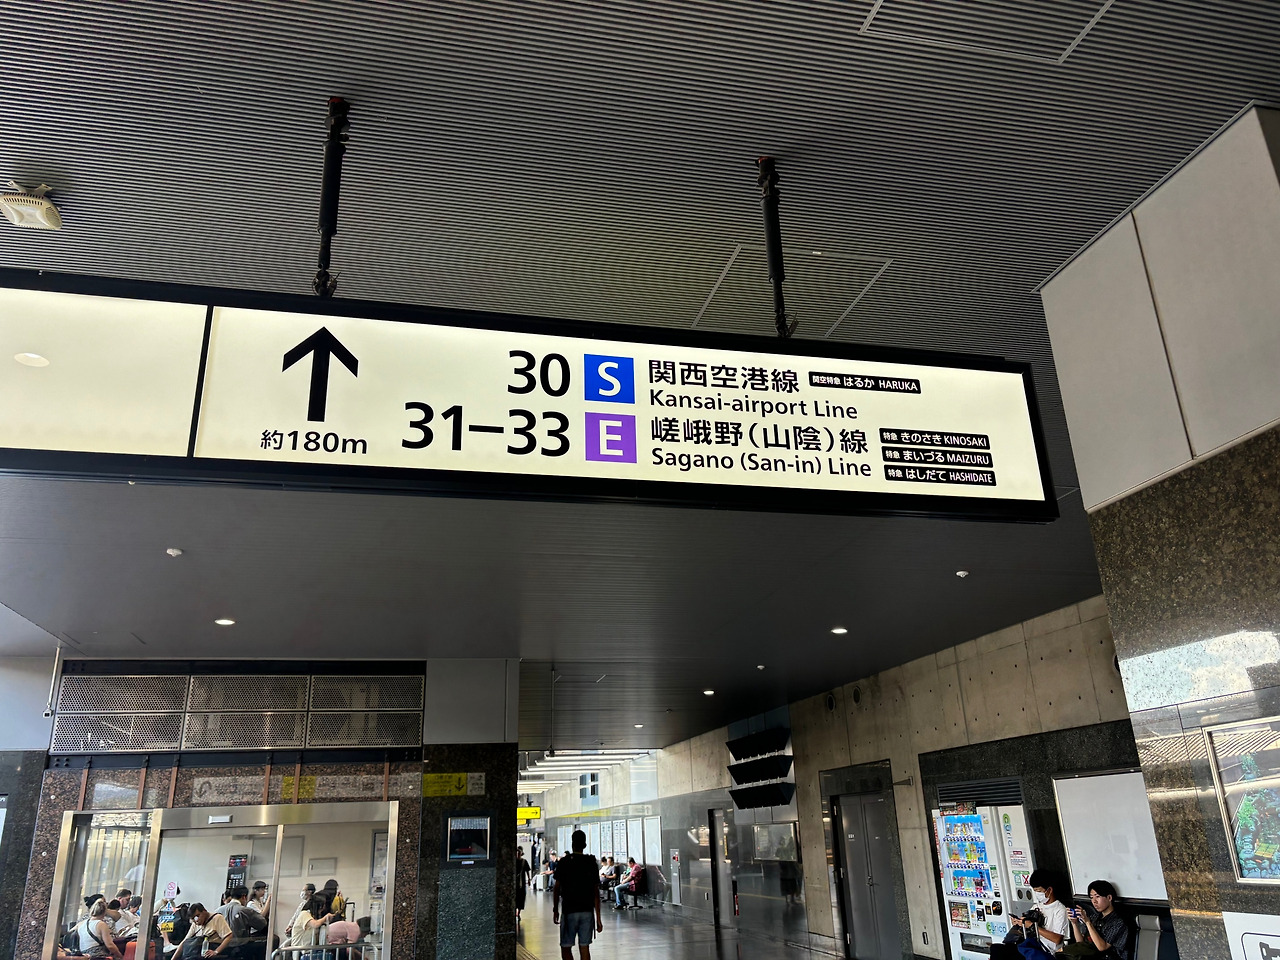 約180m
30 S 関西空港線 関空特急 はるか HARUKA
Kansai-airport Line
31-33 E 嵯峨野(山陰)線
Sagano (San-in) Line
特急 きのさき KINOSAKI
特急 まいづる MAIZURU
特急 はしだて HASHIDATE